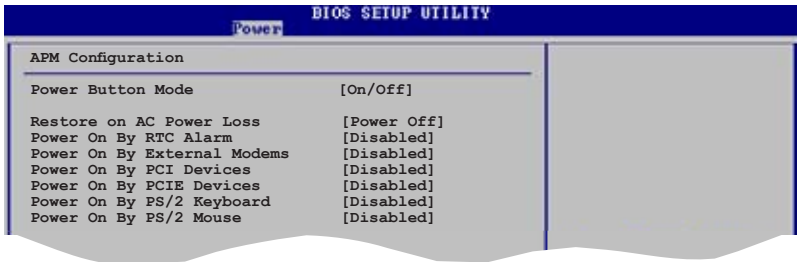 BIOS SETUP UTILITY
Power
APM Configuration
Power Button Mode [On/Off]
Restore on AC Power Loss [Power Off]
Power On By RTC Alarm [Disabled]
Power On By External Modems [Disabled]
Power On By PCI Devices [Disabled]
Power On By PCIE Devices [Disabled]
Power On By PS/2 Keyboard [Disabled]
Power On By PS/2 Mouse [Disabled]